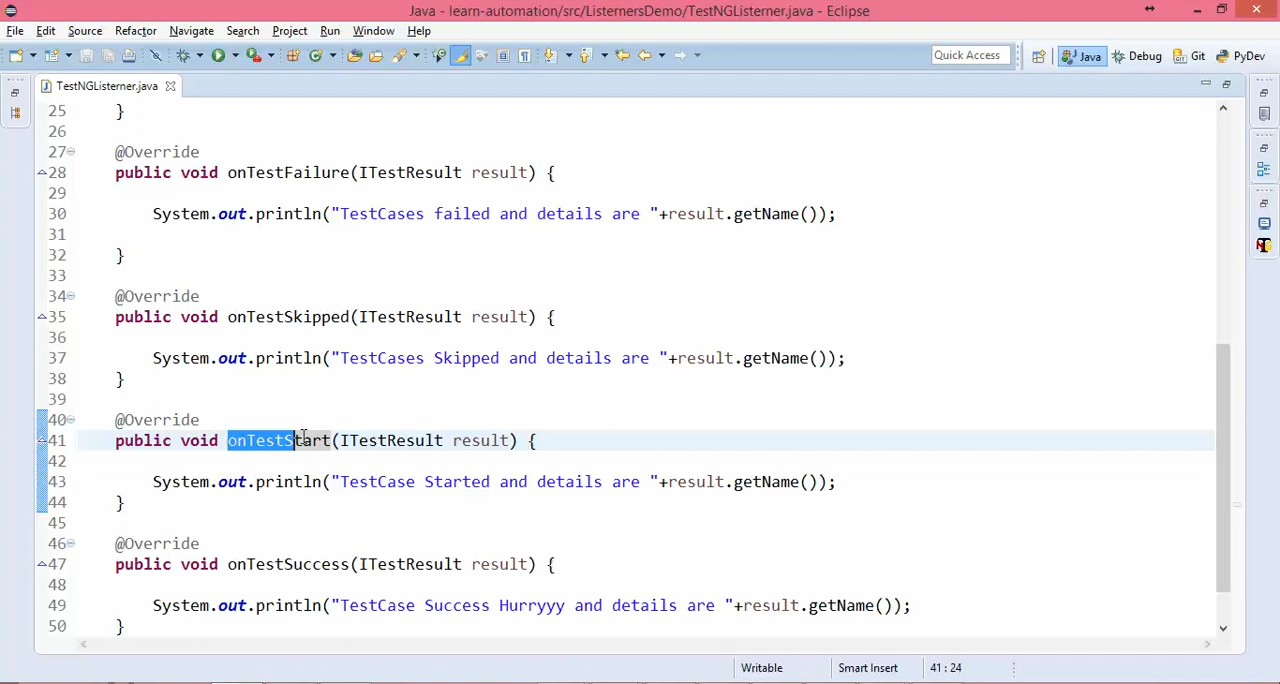 Java - learn-automation/src/ListernersDemo/TestNGListerner.java - Eclipse
File Edit Source Refactor Navigate Search Project Run Window Help
Quick Access Java Debug Git PyDev
TestNGListerner.java
25 }
26
27 @Override
28 public void onTestFailure(ITestResult result) {
29
30 System.out.println("TestCases failed and details are "+result.getName());
31
32 }
33
34 @Override
35 public void onTestSkipped(ITestResult result) {
36
37 System.out.println("TestCases Skipped and details are "+result.getName());
38 }
39
40 @Override
41 public void onTestStart(ITestResult result) {
42
43 System.out.println("TestCase Started and details are "+result.getName());
44 }
45
46 @Override
47 public void onTestSuccess(ITestResult result) {
48
49 System.out.println("TestCase Success Hurryyy and details are "+result.getName());
50 }
Writable Smart Insert 41 : 24